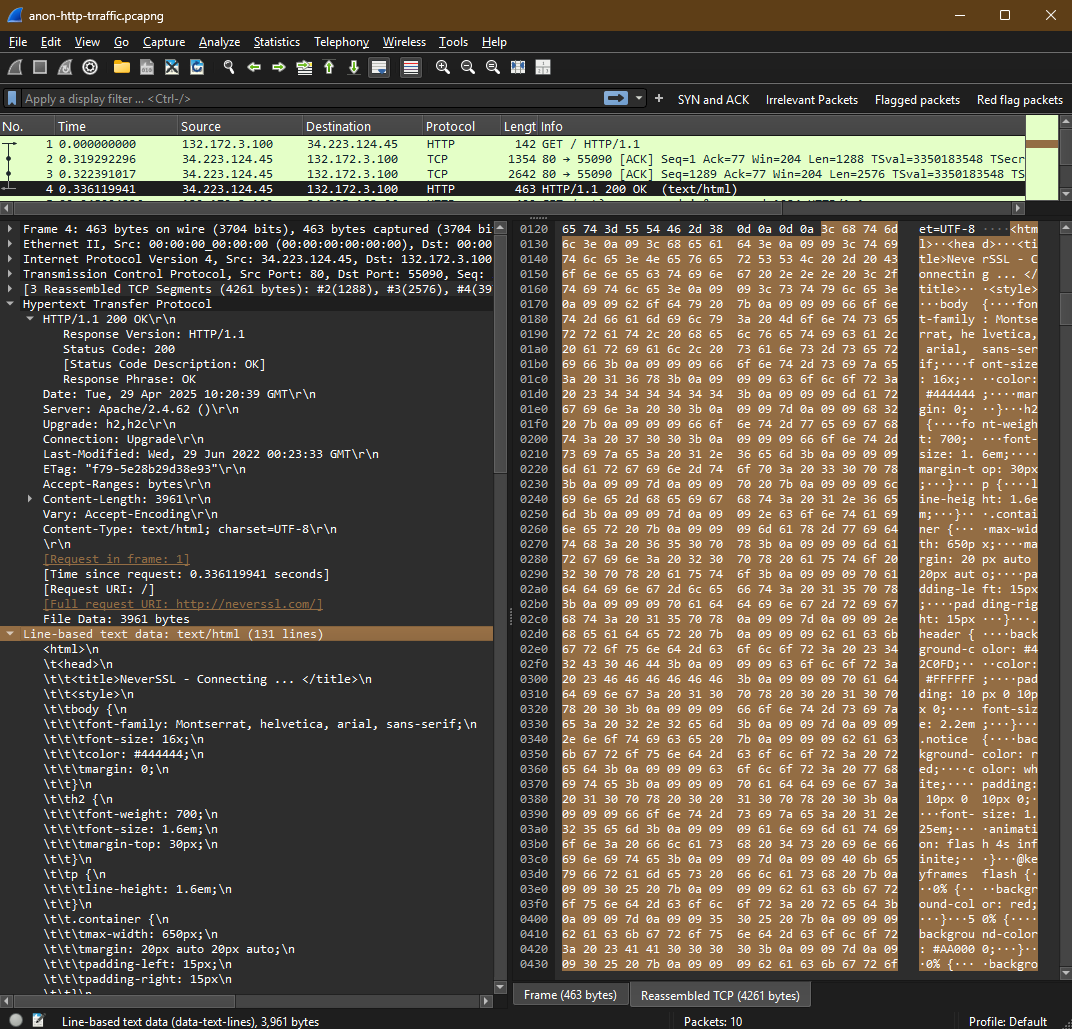 anon-http-trraffic.pcapng
File Edit View Go Capture Analyze Statistics Telephony Wireless Tools Help
Apply a display filter ... <Ctrl-/>
+ SYN and ACK Irrelevant Packets Flagged packets Red flag packets
No. Time Source Destination Protocol Lengt Info
1 0.000000000 132.172.3.100 34.223.124.45 HTTP 142 GET / HTTP/1.1
2 0.319292296 34.223.124.45 132.172.3.100 TCP 1354 80 → 55090 [ACK] Seq=1 Ack=77 Win=204 Len=1288 TSval=3350183548 TSecr
3 0.322391017 34.223.124.45 132.172.3.100 TCP 2642 80 → 55090 [ACK] Seq=1289 Ack=77 Win=204 Len=2576 TSval=3350183548 TS
4 0.336119941 34.223.124.45 132.172.3.100 HTTP 463 HTTP/1.1 200 OK (text/html)
Frame 4: 463 bytes on wire (3704 bits), 463 bytes captured (3704 bi
Ethernet II, Src: 00:00:00_00:00:00 (00:00:00:00:00:00), Dst: 00:00
Internet Protocol Version 4, Src: 34.223.124.45, Dst: 132.172.3.100
Transmission Control Protocol, Src Port: 80, Dst Port: 55090, Seq:
[3 Reassembled TCP Segments (4261 bytes): #2(1288), #3(2576), #4(39
Hypertext Transfer Protocol
HTTP/1.1 200 OK\r\n
Response Version: HTTP/1.1
Status Code: 200
[Status Code Description: OK]
Response Phrase: OK
Date: Tue, 29 Apr 2025 10:20:39 GMT\r\n
Server: Apache/2.4.62 ()\r\n
Upgrade: h2,h2c\r\n
Connection: Upgrade\r\n
Last-Modified: Wed, 29 Jun 2022 00:23:33 GMT\r\n
ETag: "f79-5e28b29d38e93"\r\n
Accept-Ranges: bytes\r\n
Content-Length: 3961\r\n
Vary: Accept-Encoding\r\n
Content-Type: text/html; charset=UTF-8\r\n
\r\n
[Request in frame: 1]
[Time since request: 0.336119941 seconds]
[Request URI: /]
[Full request URI: http://neverssl.com/]
File Data: 3961 bytes
Line-based text data: text/html (131 lines)
<html>\n
\t<head>\n
\t\t<title>NeverSSL - Connecting ... </title>\n
\t\t<style>\n
\t\tbody {\n
\t\t\tfont-family: Montserrat, helvetica, arial, sans-serif;\n
\t\t\tfont-size: 16x;\n
\t\t\tcolor: #444444;\n
\t\t\tmargin: 0;\n
\t\t}\n
\t\th2 {\n
\t\t\tfont-weight: 700;\n
\t\t\tfont-size: 1.6em;\n
\t\t\tmargin-top: 30px;\n
\t\t}\n
\t\tp {\n
\t\t\tline-height: 1.6em;\n
\t\t}\n
\t\t.container {\n
\t\t\tmax-width: 650px;\n
\t\t\tmargin: 20px auto 20px auto;\n
\t\t\tpadding-left: 15px;\n
\t\t\tpadding-right: 15px\n
0120 65 74 3d 55 54 46 2d 38 0d 0a 0d 0a 3c 68 74 6d et=UTF-8 ····<htm
0130 6c 3e 0a 09 3c 68 65 61 64 3e 0a 09 09 3c 74 69 l>··<hea d>···<ti
0140 74 6c 65 3e 4e 65 76 65 72 53 53 4c 20 2d 20 43 tle>Neve rSSL - C
0150 6f 6e 6e 65 63 74 69 6e 67 20 2e 2e 2e 20 3c 2f onnectin g ... </
0160 74 69 74 6c 65 3e 0a 09 09 3c 73 74 79 6c 65 3e title>·· ·<style>
0170 0a 09 09 62 6f 64 79 20 7b 0a 09 09 09 66 6f 6e ···body {····fon
0180 74 2d 66 61 6d 69 6c 79 3a 20 4d 6f 6e 74 73 65 t-family : Montse
0190 72 72 61 74 2c 20 68 65 6c 76 65 74 69 63 61 2c rrat, he lvetica,
01a0 20 61 72 69 61 6c 2c 20 73 61 6e 73 2d 73 65 72 arial, sans-ser
01b0 69 66 3b 0a 09 09 09 66 6f 6e 74 2d 73 69 7a 65 if;····f ont-size
01c0 3a 20 31 36 78 3b 0a 09 09 09 63 6f 6c 6f 72 3a : 16x;·· ··color:
01d0 20 23 34 34 34 34 34 34 3b 0a 09 09 09 6d 61 72 #444444 ;····mar
01e0 67 69 6e 3a 20 30 3b 0a 09 09 7d 0a 09 09 68 32 gin: 0;· ··}···h2
01f0 20 7b 0a 09 09 09 66 6f 6e 74 2d 77 65 69 67 68 {····fo nt-weigh
0200 74 3a 20 37 30 30 3b 0a 09 09 09 66 6f 6e 74 2d t: 700;· ···font-
0210 73 69 7a 65 3a 20 31 2e 36 65 6d 3b 0a 09 09 09 size: 1. 6em;····
0220 6d 61 72 67 69 6e 2d 74 6f 70 3a 20 33 30 70 78 margin-t op: 30px
0230 3b 0a 09 09 7d 0a 09 09 70 20 7b 0a 09 09 09 6c ;···}··· p {····l
0240 69 6e 65 2d 68 65 69 67 68 74 3a 20 31 2e 36 65 ine-heig ht: 1.6e
0250 6d 3b 0a 09 09 7d 0a 09 09 2e 63 6f 6e 74 61 69 m;···}·· ·.contai
0260 6e 65 72 20 7b 0a 09 09 09 6d 61 78 2d 77 69 64 ner {··· ·max-wid
0270 74 68 3a 20 36 35 30 70 78 3b 0a 09 09 09 6d 61 th: 650p x;····ma
0280 72 67 69 6e 3a 20 32 30 70 78 20 61 75 74 6f 20 rgin: 20 px auto
0290 32 30 70 78 20 61 75 74 6f 3b 0a 09 09 09 70 61 20px aut o;····pa
02a0 64 64 69 6e 67 2d 6c 65 66 74 3a 20 31 35 70 78 dding-le ft: 15px
02b0 3b 0a 09 09 09 70 61 64 64 69 6e 67 2d 72 69 67 ;····pad ding-rig
02c0 68 74 3a 20 31 35 70 78 0a 09 09 7d 0a 09 09 2e ht: 15px ···}···.
02d0 68 65 61 64 65 72 20 7b 0a 09 09 09 62 61 63 6b header { ····back
02e0 67 72 6f 75 6e 64 2d 63 6f 6c 6f 72 3a 20 23 34 ground-c olor: #4
02f0 32 43 30 46 44 3b 0a 09 09 09 63 6f 6c 6f 72 3a 2C0FD;·· ··color:
0300 20 23 46 46 46 46 46 46 3b 0a 09 09 09 70 61 64 #FFFFFF ;····pad
0310 64 69 6e 67 3a 20 31 30 70 78 20 30 20 31 30 70 ding: 10 px 0 10p
0320 78 20 30 3b 0a 09 09 09 66 6f 6e 74 2d 73 69 7a x 0;···· font-siz
0330 65 3a 20 32 2e 32 65 6d 3b 0a 09 09 7d 0a 09 09 e: 2.2em ;···}···
0340 2e 6e 6f 74 69 63 65 20 7b 0a 09 09 09 62 61 63 .notice {····bac
0350 6b 67 72 6f 75 6e 64 2d 63 6f 6c 6f 72 3a 20 72 kground- color: r
0360 65 64 3b 0a 09 09 09 63 6f 6c 6f 72 3a 20 77 68 ed;····c olor: wh
0370 69 74 65 3b 0a 09 09 09 70 61 64 64 69 6e 67 3a ite;···· padding:
0380 20 31 30 70 78 20 30 20 31 30 70 78 20 30 3b 0a 10px 0 10px 0;·
0390 09 09 09 66 6f 6e 74 2d 73 69 7a 65 3a 20 31 2e ···font- size: 1.
03a0 32 35 65 6d 3b 0a 09 09 09 61 6e 69 6d 61 74 69 25em;··· ·animati
03b0 6f 6e 3a 20 66 6c 61 73 68 20 34 73 20 69 6e 66 on: flas h 4s inf
03c0 69 6e 69 74 65 3b 0a 09 09 7d 0a 09 09 40 6b 65 inite;·· ·}···@ke
03d0 79 66 72 61 6d 65 73 20 66 6c 61 73 68 20 7b 0a yframes flash {·
03e0 09 09 30 25 20 7b 0a 09 09 09 62 61 63 6b 67 72 ··0% {·· ··backgr
03f0 6f 75 6e 64 2d 63 6f 6c 6f 72 3a 20 72 65 64 3b ound-col or: red;
0400 0a 09 09 7d 0a 09 09 35 30 25 20 7b 0a 09 09 09 ···}···5 0% {····
0410 62 61 63 6b 67 72 6f 75 6e 64 2d 63 6f 6c 6f 72 backgrou nd-color
0420 3a 20 23 41 41 30 30 30 30 3b 0a 09 09 7d 0a 09 : #AA000 0;···}··
0430 09 30 25 20 7b 0a 09 09 09 62 61 63 6b 67 72 6f ·0% {··· ·backgro
Frame (463 bytes) Reassembled TCP (4261 bytes)
Line-based text data (data-text-lines), 3,961 bytes Packets: 10 Profile: Default